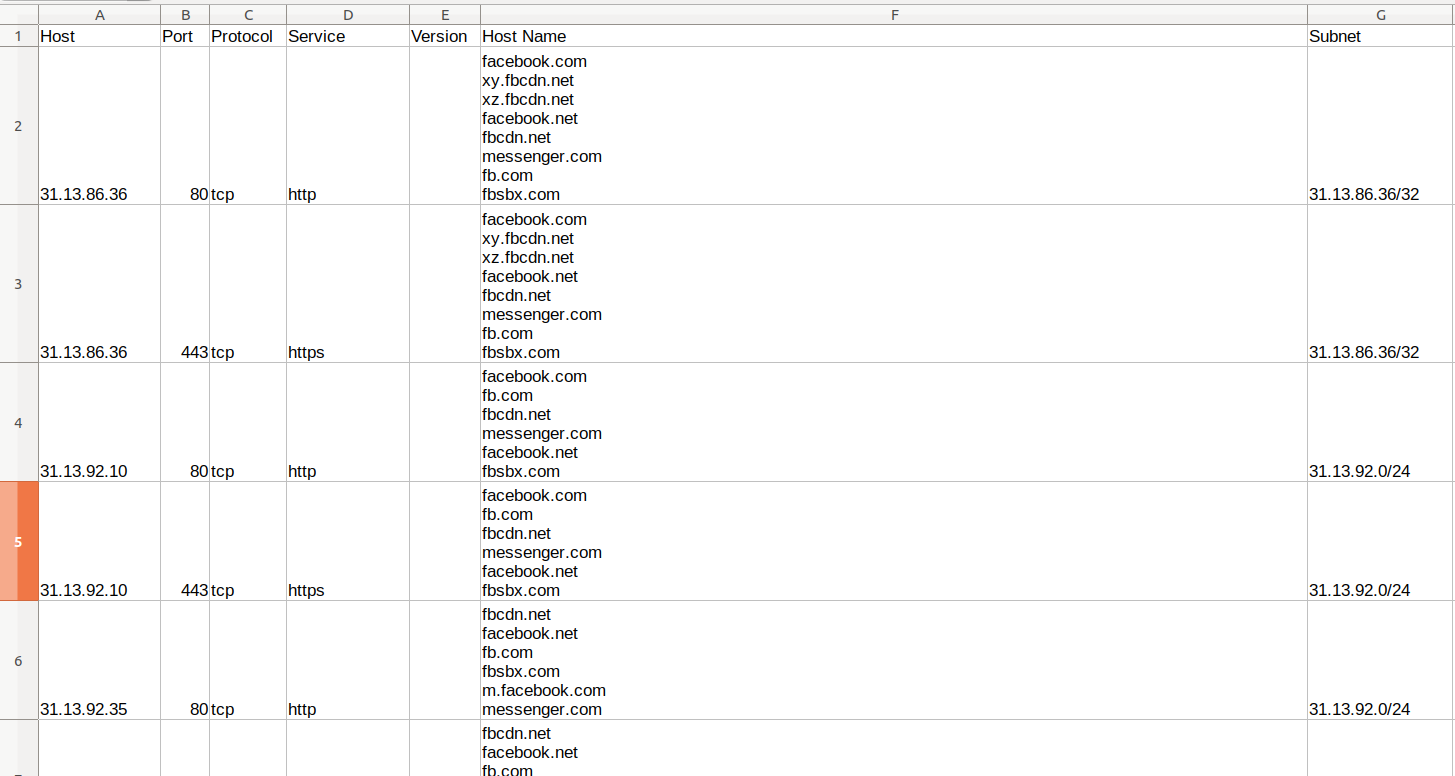 A B C D E F G
1 Host Port Protocol Service Version Host Name Subnet
facebook.com
xy.fbcdn.net
xz.fbcdn.net
facebook.net
2 fbcdn.net
messenger.com
fb.com
31.13.86.36 80 tcp http fbsbx.com 31.13.86.36/32
facebook.com
xy.fbcdn.net
xz.fbcdn.net
facebook.net
3 fbcdn.net
messenger.com
fb.com
31.13.86.36 443 tcp https fbsbx.com 31.13.86.36/32
facebook.com
fb.com
fbcdn.net
4 messenger.com
facebook.net
31.13.92.10 80 tcp http fbsbx.com 31.13.92.0/24
facebook.com
fb.com
fbcdn.net
5 messenger.com
facebook.net
31.13.92.10 443 tcp https fbsbx.com 31.13.92.0/24
fbcdn.net
facebook.net
fb.com
6 fbsbx.com
m.facebook.com
31.13.92.35 80 tcp http messenger.com 31.13.92.0/24
fbcdn.net
facebook.net
fb.com